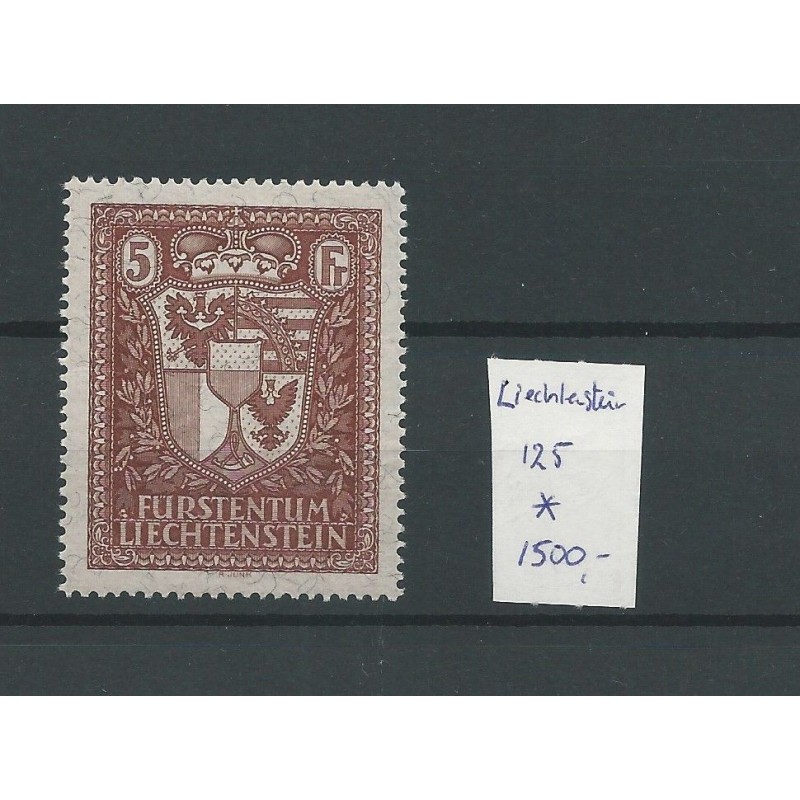 5 Fr
FÜRSTENTUM
LIECHTENSTEIN
Liechtenstein
125
*
1500,-